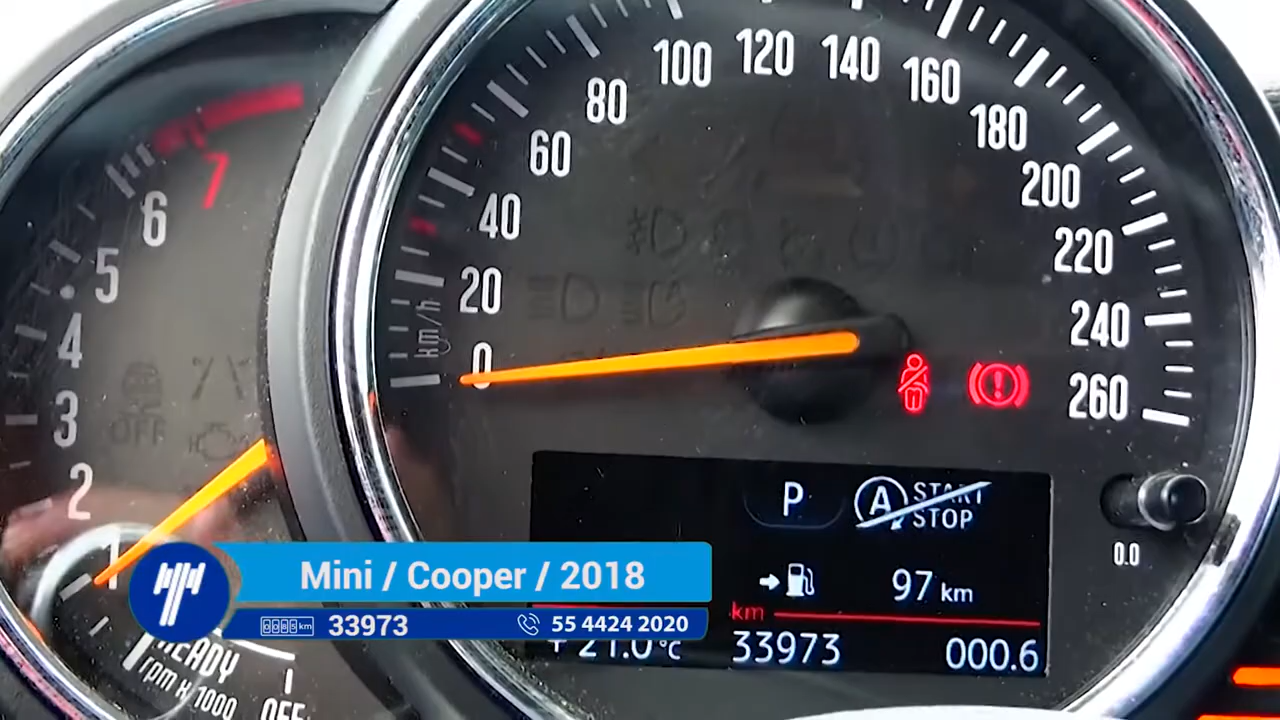 7
6
5
4
3
2
1
READY
rpm x 1000
OFF
OFF
0
20
40
60
80
100
120
140
160
180
200
220
240
260
km/h
0.0
P
A START STOP
97 km
km
+ 21.0 °C 33973 000.6
Mini / Cooper / 2018
33973 55 4424 2020